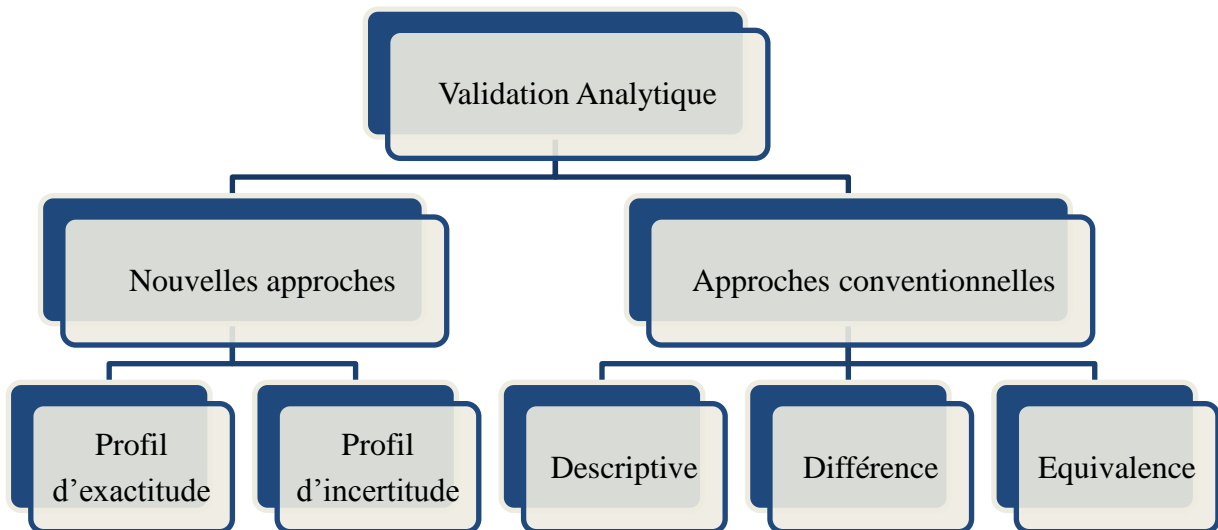 Validation Analytique
Nouvelles approches
Approches conventionnelles
Profil
d’exactitude
Profil
d’incertitude
Descriptive
Différence
Equivalence